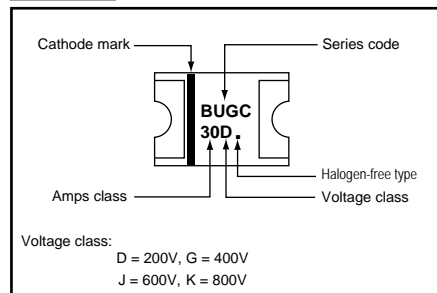 Cathode mark
Series code
BUGC
30D.
Halogen-free type
Amps class
Voltage class
Voltage class:
D = 200V, G = 400V
J = 600V, K = 800V